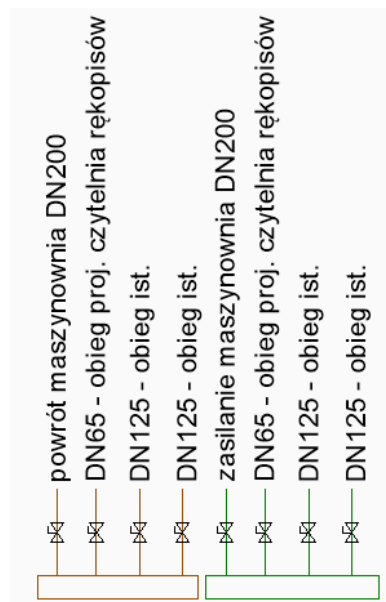 powrót maszynownia DN200
DN65 - obieg proj. czytelnia rękopisów
DN125 - obieg ist.
DN125 - obieg ist.
zasilanie maszynownia DN200
DN65 - obieg proj. czytelnia rękopisów
DN125 - obieg ist.
DN125 - obieg ist.